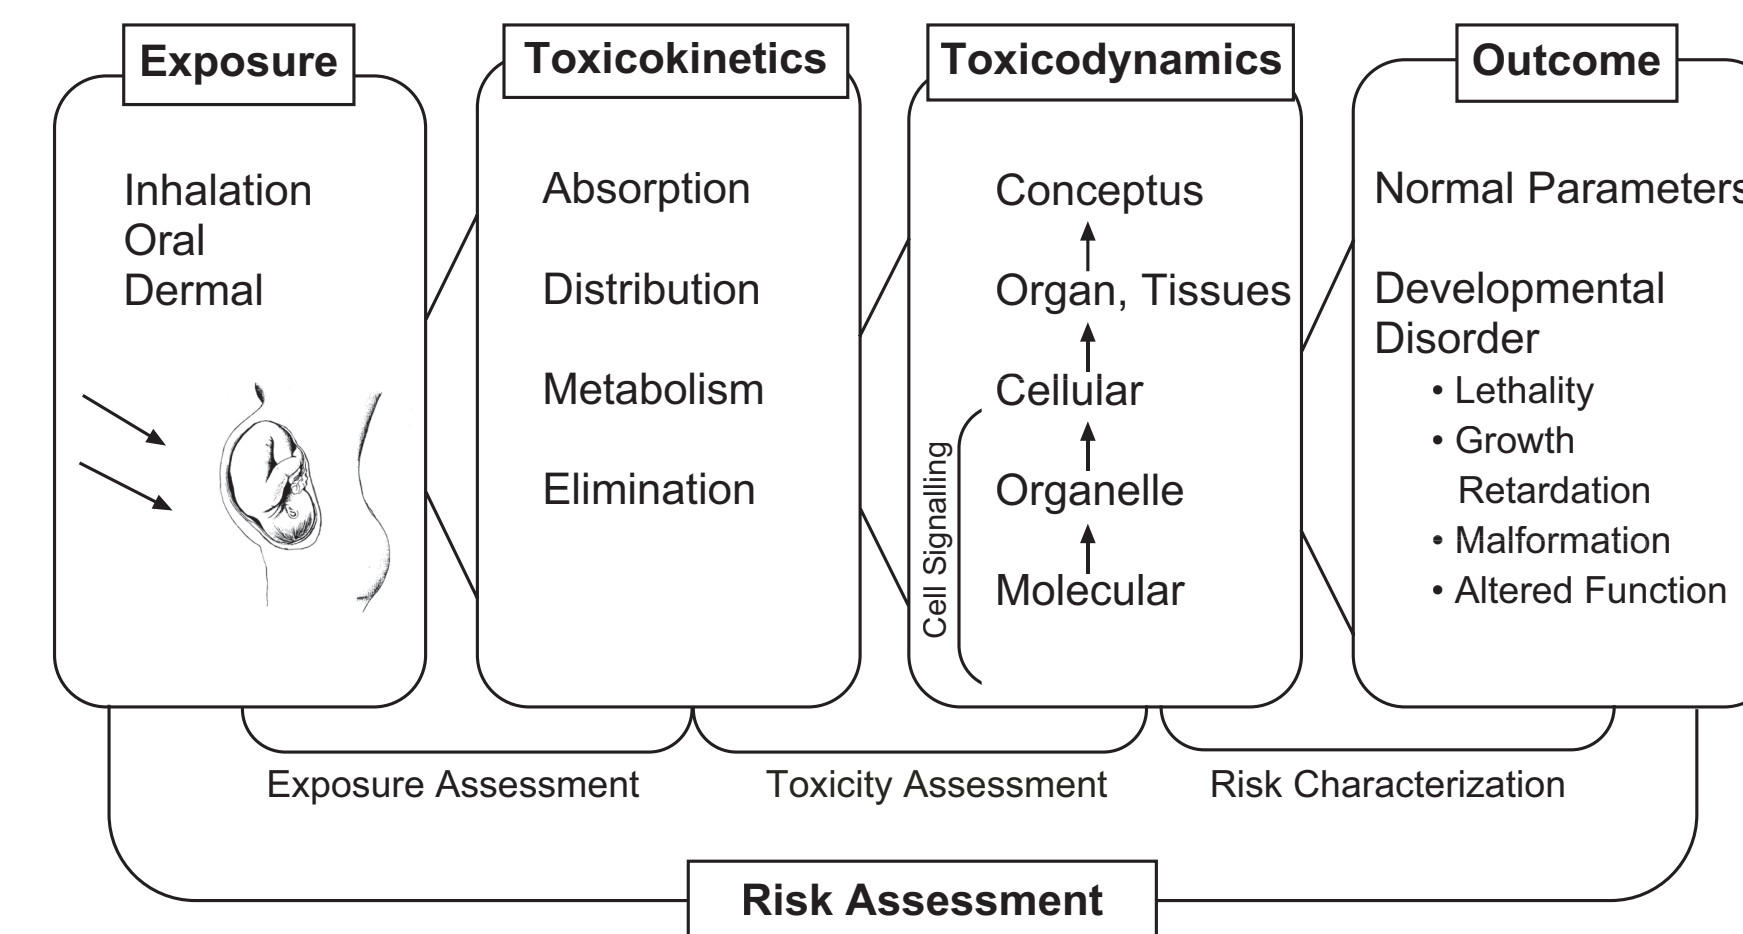 Exposure
Inhalation
Oral
Dermal
Toxicokinetics
Absorption
Distribution
Metabolism
Elimination
Toxicodynamics
Conceptus
Organ, Tissues
Cellular
Organelle
Molecular
Cell Signalling
Outcome
Normal Parameters
Developmental
Disorder
• Lethality
• Growth
Retardation
• Malformation
• Altered Function
Exposure Assessment
Toxicity Assessment
Risk Characterization
Risk Assessment